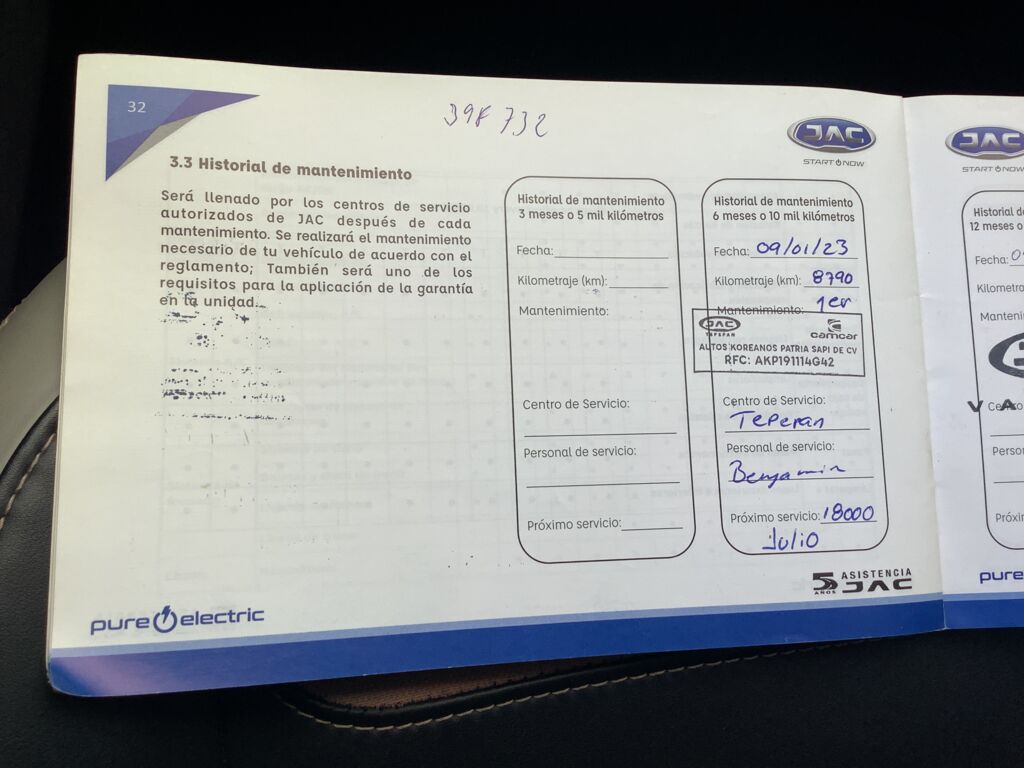 32
398 732
JAC
START NOW
3.3 Historial de mantenimiento
Será llenado por los centros de servicio
autorizados de JAC después de cada
mantenimiento. Se realizará el mantenimiento
necesario de tu vehículo de acuerdo con el
reglamento; También será uno de los
requisitos para la aplicación de la garantía
en la unidad.
Historial de mantenimiento
3 meses o 5 mil kilómetros
Fecha:
Kilometraje (km):
Mantenimiento:
Centro de Servicio:
Personal de servicio:
Próximo servicio:
Historial de mantenimiento
6 meses o 10 mil kilómetros
Fecha: 09/01/23
Kilometraje (km): 8790
Mantenimiento: 1er
JAC camcar
TEPEPAN
AUTOS KOREANOS PATRIA SAPI DE CV
RFC: AKP191114G42
Centro de Servicio:
Tepepan
Personal de servicio:
Benjamin
Próximo servicio: 18000
Julio
5 AÑOS ASISTENCIA JAC
pure electric
JAC
START NOW
Historial de
12 meses o
Fecha:
Kilometra
Manteni
Centro
Person
Próxi
pure